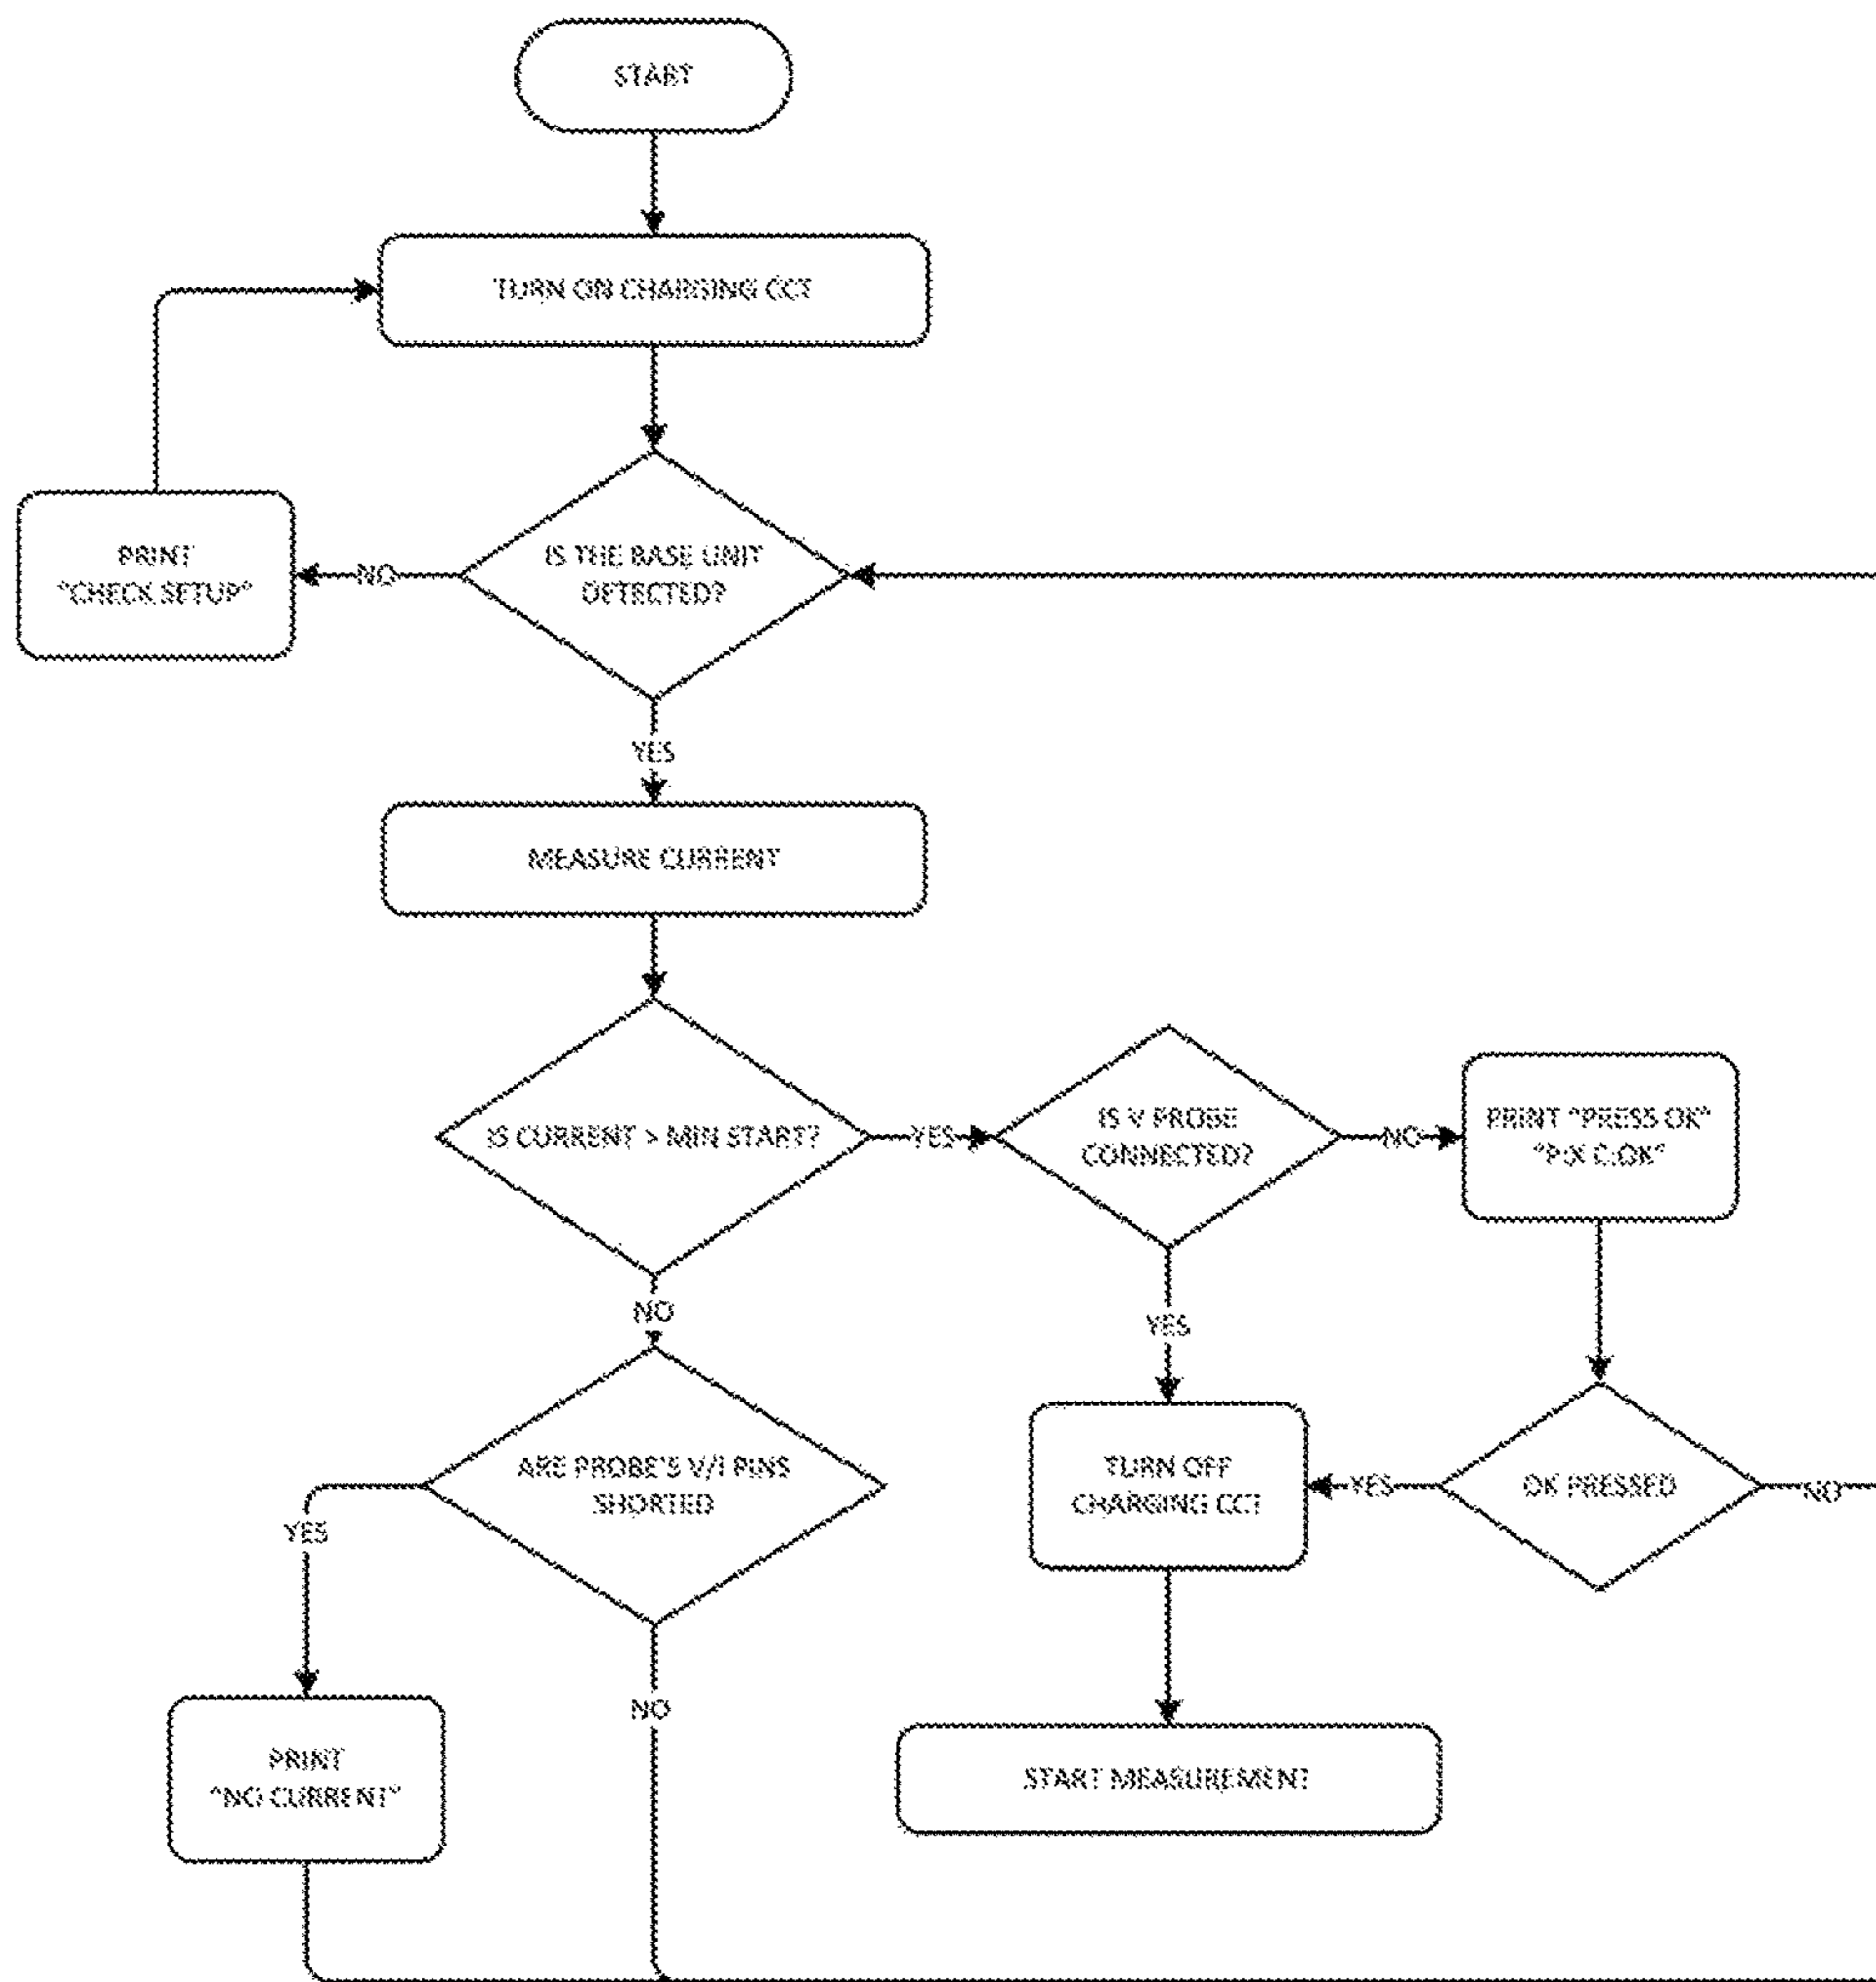 START
TURN ON CHARGING CCT
PRINT
"CHECK SETUP"
NO
IS THE BASE UNIT
DETECTED?
YES
MEASURE CURRENT
IS CURRENT > MIN START?
YES
IS V PROBE
CONNECTED?
NO
PRINT "PRESS OK"
"P:X C:OK"
NO
YES
ARE PROBE'S V/I PINS
SHORTED
YES
TURN OFF
CHARGING CCT
YES
OK PRESSED
NO
NO
PRINT
"NO CURRENT"
START MEASUREMENT